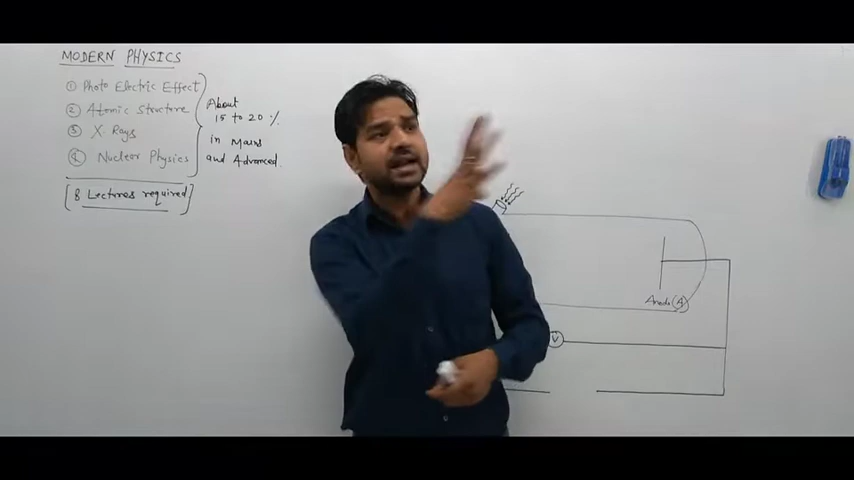 MODERN PHYSICS
① Photo Electric Effect
② Atomic Structure
③ X Rays
④ Nuclear Physics
About
15 to 20 %
in Mains
and Advanced.
[8 Lectures required]
Anode (A)
V